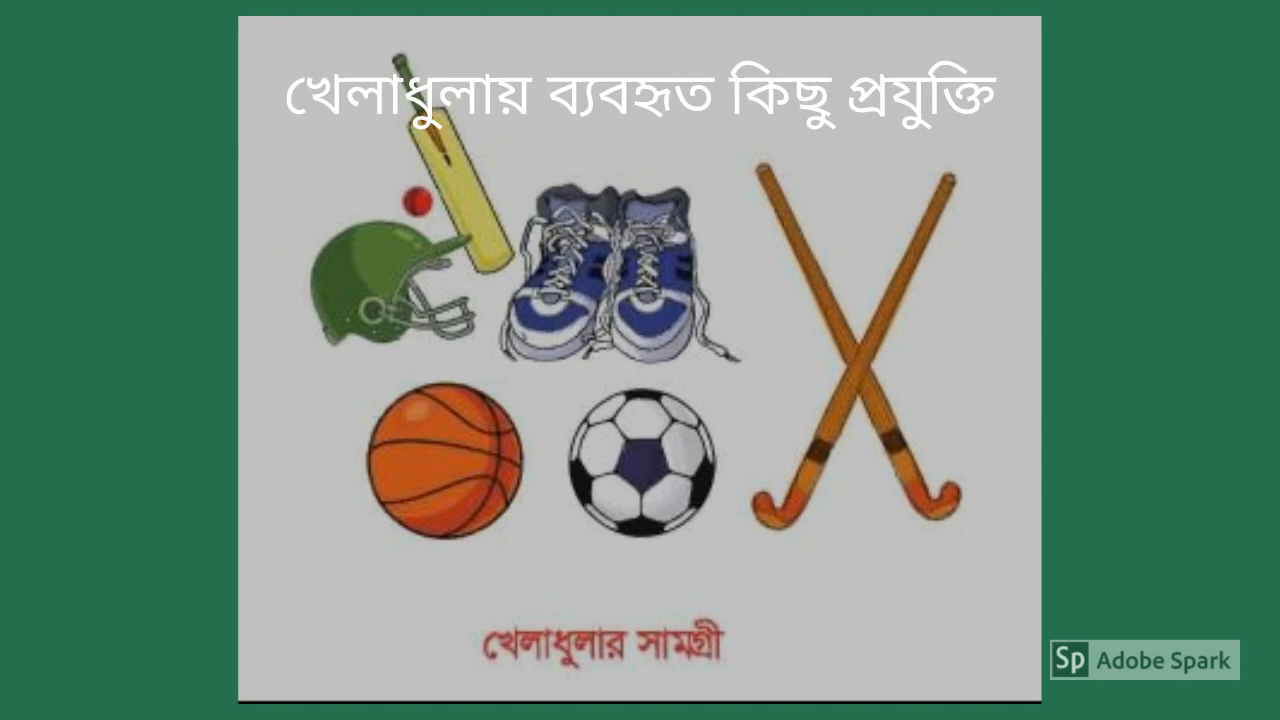 খেলাধুলায় ব্যবহৃত কিছু প্রযুক্তি
খেলাধুলার সামগ্রী
Sp Adobe Spark